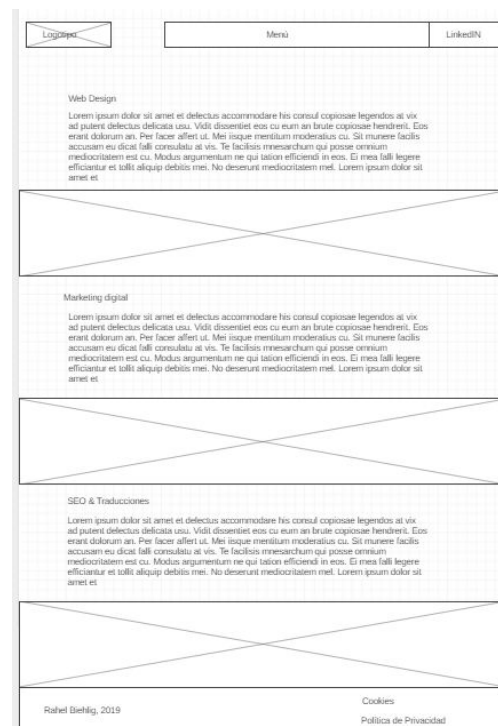 Logotipo
Menú
LinkedIN
Web Design
Lorem ipsum dolor sit amet et delectus accommodare his consul copiosae legendos at vix
ad putent delectus delicata usu. Vidit dissentiet eos cu eum an brute copiosae hendrerit. Eos
erant dolorum an. Per facer affert ut. Mei iisque mentitum moderatius cu. Sit munere facilis
accusam eu dicat falli consulatu at vis. Te facilisis mnesarchum qui posse omnium
mediocritatem est cu. Modus argumentum ne qui tation efficiendi in eos. Ei mea falli legere
efficiantur et tollit aliquip debitis mei. No deserunt mediocritatem mel. Lorem ipsum dolor sit
amet et
Marketing digital
Lorem ipsum dolor sit amet et delectus accommodare his consul copiosae legendos at vix
ad putent delectus delicata usu. Vidit dissentiet eos cu eum an brute copiosae hendrerit. Eos
erant dolorum an. Per facer affert ut. Mei iisque mentitum moderatius cu. Sit munere facilis
accusam eu dicat falli consulatu at vis. Te facilisis mnesarchum qui posse omnium
mediocritatem est cu. Modus argumentum ne qui tation efficiendi in eos. Ei mea falli legere
efficiantur et tollit aliquip debitis mei. No deserunt mediocritatem mel. Lorem ipsum dolor sit
amet et
SEO & Traducciones
Lorem ipsum dolor sit amet et delectus accommodare his consul copiosae legendos at vix
ad putent delectus delicata usu. Vidit dissentiet eos cu eum an brute copiosae hendrerit. Eos
erant dolorum an. Per facer affert ut. Mei iisque mentitum moderatius cu. Sit munere facilis
accusam eu dicat falli consulatu at vis. Te facilisis mnesarchum qui posse omnium
mediocritatem est cu. Modus argumentum ne qui tation efficiendi in eos. Ei mea falli legere
efficiantur et tollit aliquip debitis mei. No deserunt mediocritatem mel. Lorem ipsum dolor sit
amet et
Rahel Biehlig, 2019
Cookies
Política de Privacidad